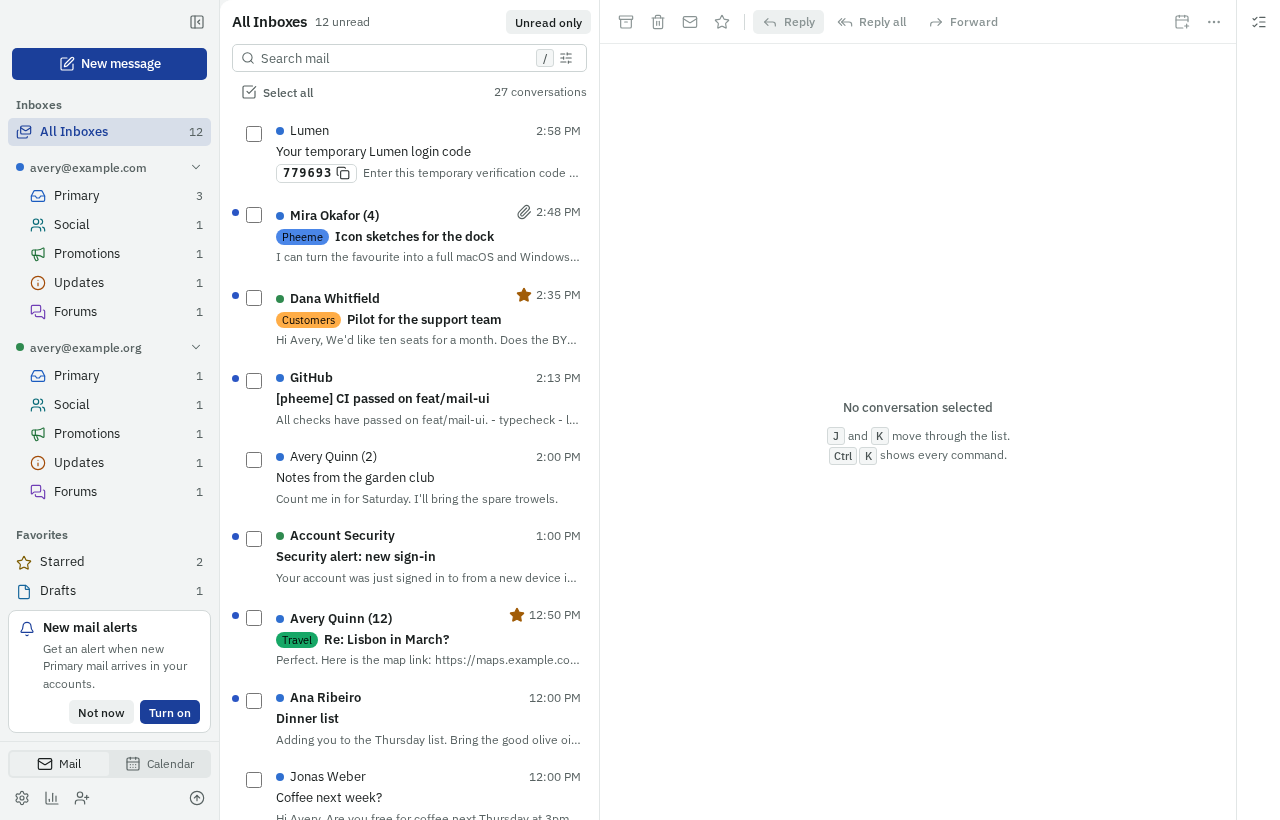 New message
Inboxes
All Inboxes 12
avery@example.com
Primary 3
Social 1
Promotions 1
Updates 1
Forums 1
avery@example.org
Primary 1
Social 1
Promotions 1
Updates 1
Forums 1
Favorites
Starred 2
Drafts 1
New mail alerts
Get an alert when new
Primary mail arrives in your
accounts.
Not now Turn on
Mail Calendar
All Inboxes 12 unread Unread only
Search mail /
Select all 27 conversations
Lumen 2:58 PM
Your temporary Lumen login code
779693 Enter this temporary verification code ...
Mira Okafor (4) 2:48 PM
Pheeme Icon sketches for the dock
I can turn the favourite into a full macOS and Windows...
Dana Whitfield 2:35 PM
Customers Pilot for the support team
Hi Avery, We'd like ten seats for a month. Does the BY...
GitHub 2:13 PM
[pheeme] CI passed on feat/mail-ui
All checks have passed on feat/mail-ui. - typecheck - l...
Avery Quinn (2) 2:00 PM
Notes from the garden club
Count me in for Saturday. I'll bring the spare trowels.
Account Security 1:00 PM
Security alert: new sign-in
Your account was just signed in to from a new device i...
Avery Quinn (12) 12:50 PM
Travel Re: Lisbon in March?
Perfect. Here is the map link: https://maps.example.co...
Ana Ribeiro 12:00 PM
Dinner list
Adding you to the Thursday list. Bring the good olive oi...
Jonas Weber 12:00 PM
Coffee next week?
Hi Avery, Are you free for coffee next Thursday at 3pm
Reply Reply all Forward
No conversation selected
J and K move through the list.
Ctrl K shows every command.